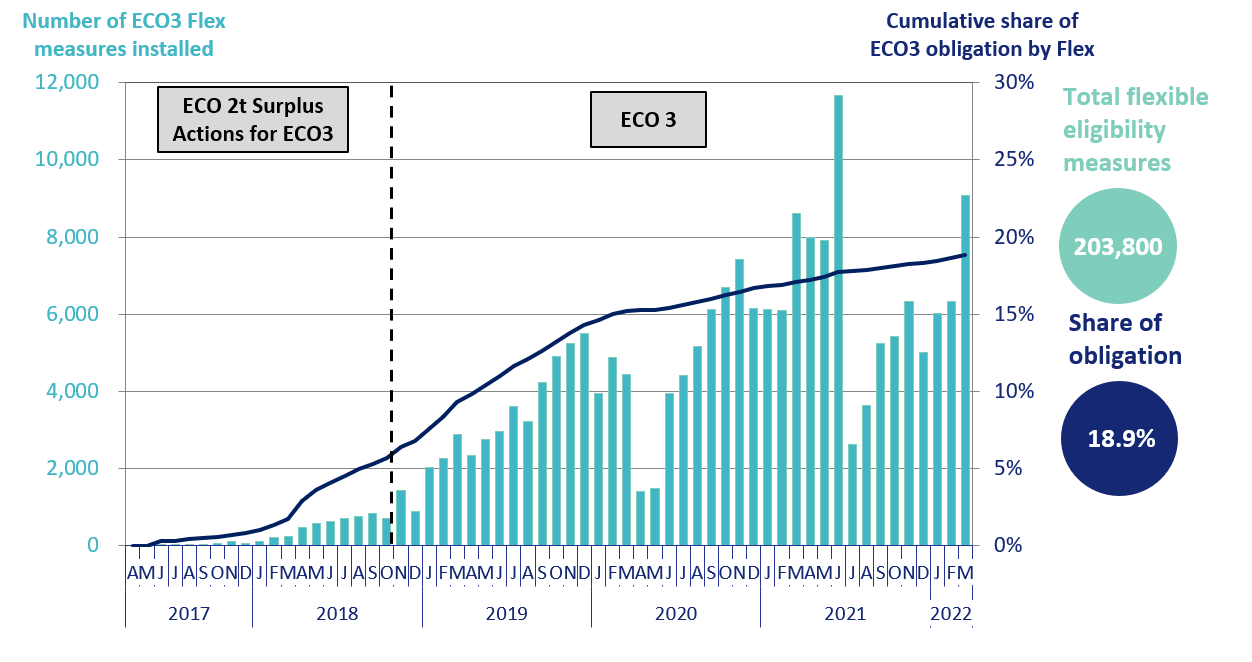 Number of ECO3 Flex
measures installed
Cumulative share of
ECO3 obligation by Flex
12,000
10,000
8,000
6,000
4,000
2,000
0
ECO 2t Surplus
Actions for ECO3
ECO 3
30%
25%
20%
15%
10%
5%
0%
Total flexible
eligibility
measures
203,800
Share of
obligation
18.9%
A M J J A S O N D J F M A M J J A S O N D J F M A M J J A S O N D J F M A M J J A S O N D J F M A M J J A S O N D J F M
2017 2018 2019 2020 2021 2022